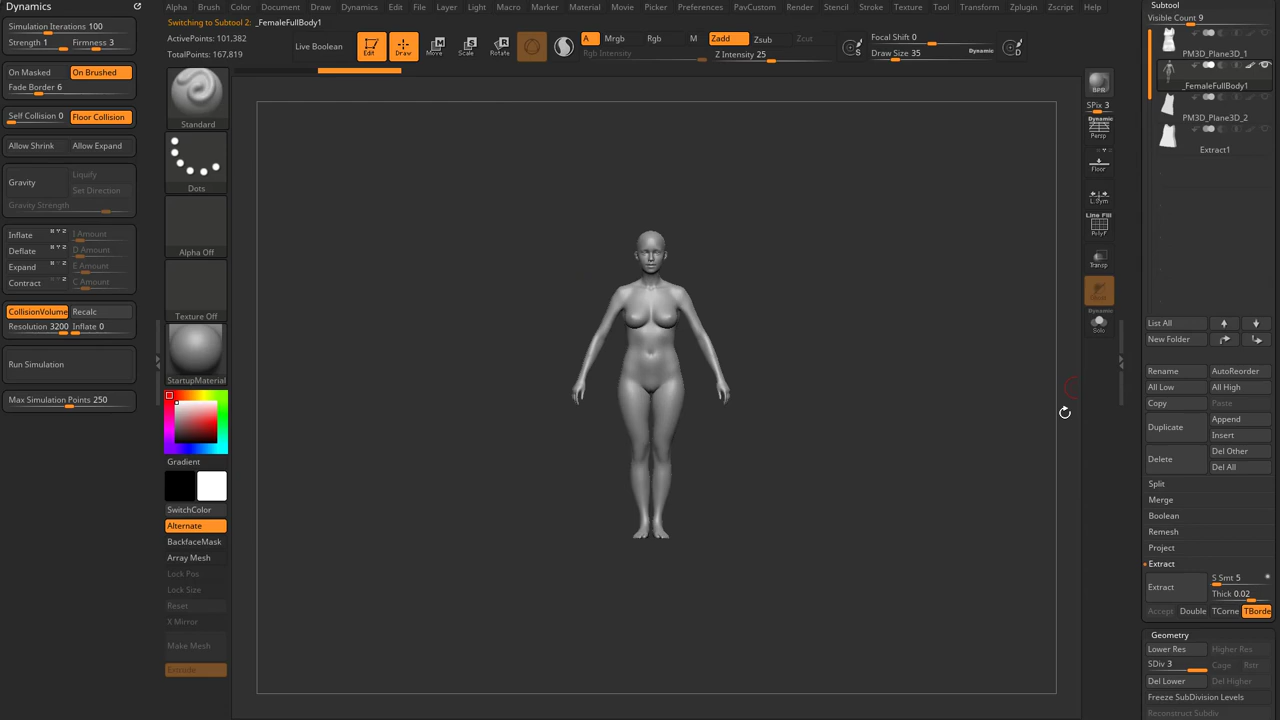 Dynamics
Simulation Iterations 100
Strength 1 Firmness 3
On Masked On Brushed
Fade Border 6
Self Collision 0 Floor Collision
Allow Shrink Allow Expand
Gravity Liquify
Set Direction
Gravity Strength
Inflate X Y Z I Amount
Deflate X Y Z D Amount
Expand X Y Z E Amount
Contract X Y Z C Amount
CollisionVolume Recalc
Resolution 3200 Inflate 0
Run Simulation
Max Simulation Points 250
Alpha Brush Color Document Draw Dynamics Edit File Layer Light Macro Marker Material Movie Picker Preferences PavCustom Render Stencil Stroke Texture Tool Transform Zplugin Zscript Help
Switching to Subtool 2: _FemaleFullBody1
ActivePoints: 101,382
TotalPoints: 167,819
Live Boolean
Edit Draw Move Scale Rotate
A Mrgb Rgb M Zadd Zsub Zcut
Rgb Intensity Z Intensity 25
Focal Shift 0
Draw Size 35 Dynamic
S D
Standard
Dots
Alpha Off
Texture Off
StartupMaterial
Gradient
SwitchColor
Alternate
BackfaceMask
Array Mesh
Lock Pos
Lock Size
Reset
X Mirror
Make Mesh
Extrude
BPR
SPix 3
Dynamic
Persp
Floor
L.Sym
Line Fill
PolyF
Transp
Dynamic
Solo
Subtool
Visible Count 9
PM3D_Plane3D_1
_FemaleFullBody1
PM3D_Plane3D_2
Extract1
List All
New Folder
Rename AutoReorder
All Low All High
Copy Paste
Duplicate Append
Insert
Delete Del Other
Del All
Split
Merge
Boolean
Remesh
Project
Extract
Extract S Smt 5
Thick 0.02
Accept Double TCorne TBorde
Geometry
Lower Res Higher Res
SDiv 3 Cage Rstr
Del Lower Del Higher
Freeze SubDivision Levels
Reconstruct Subdiv